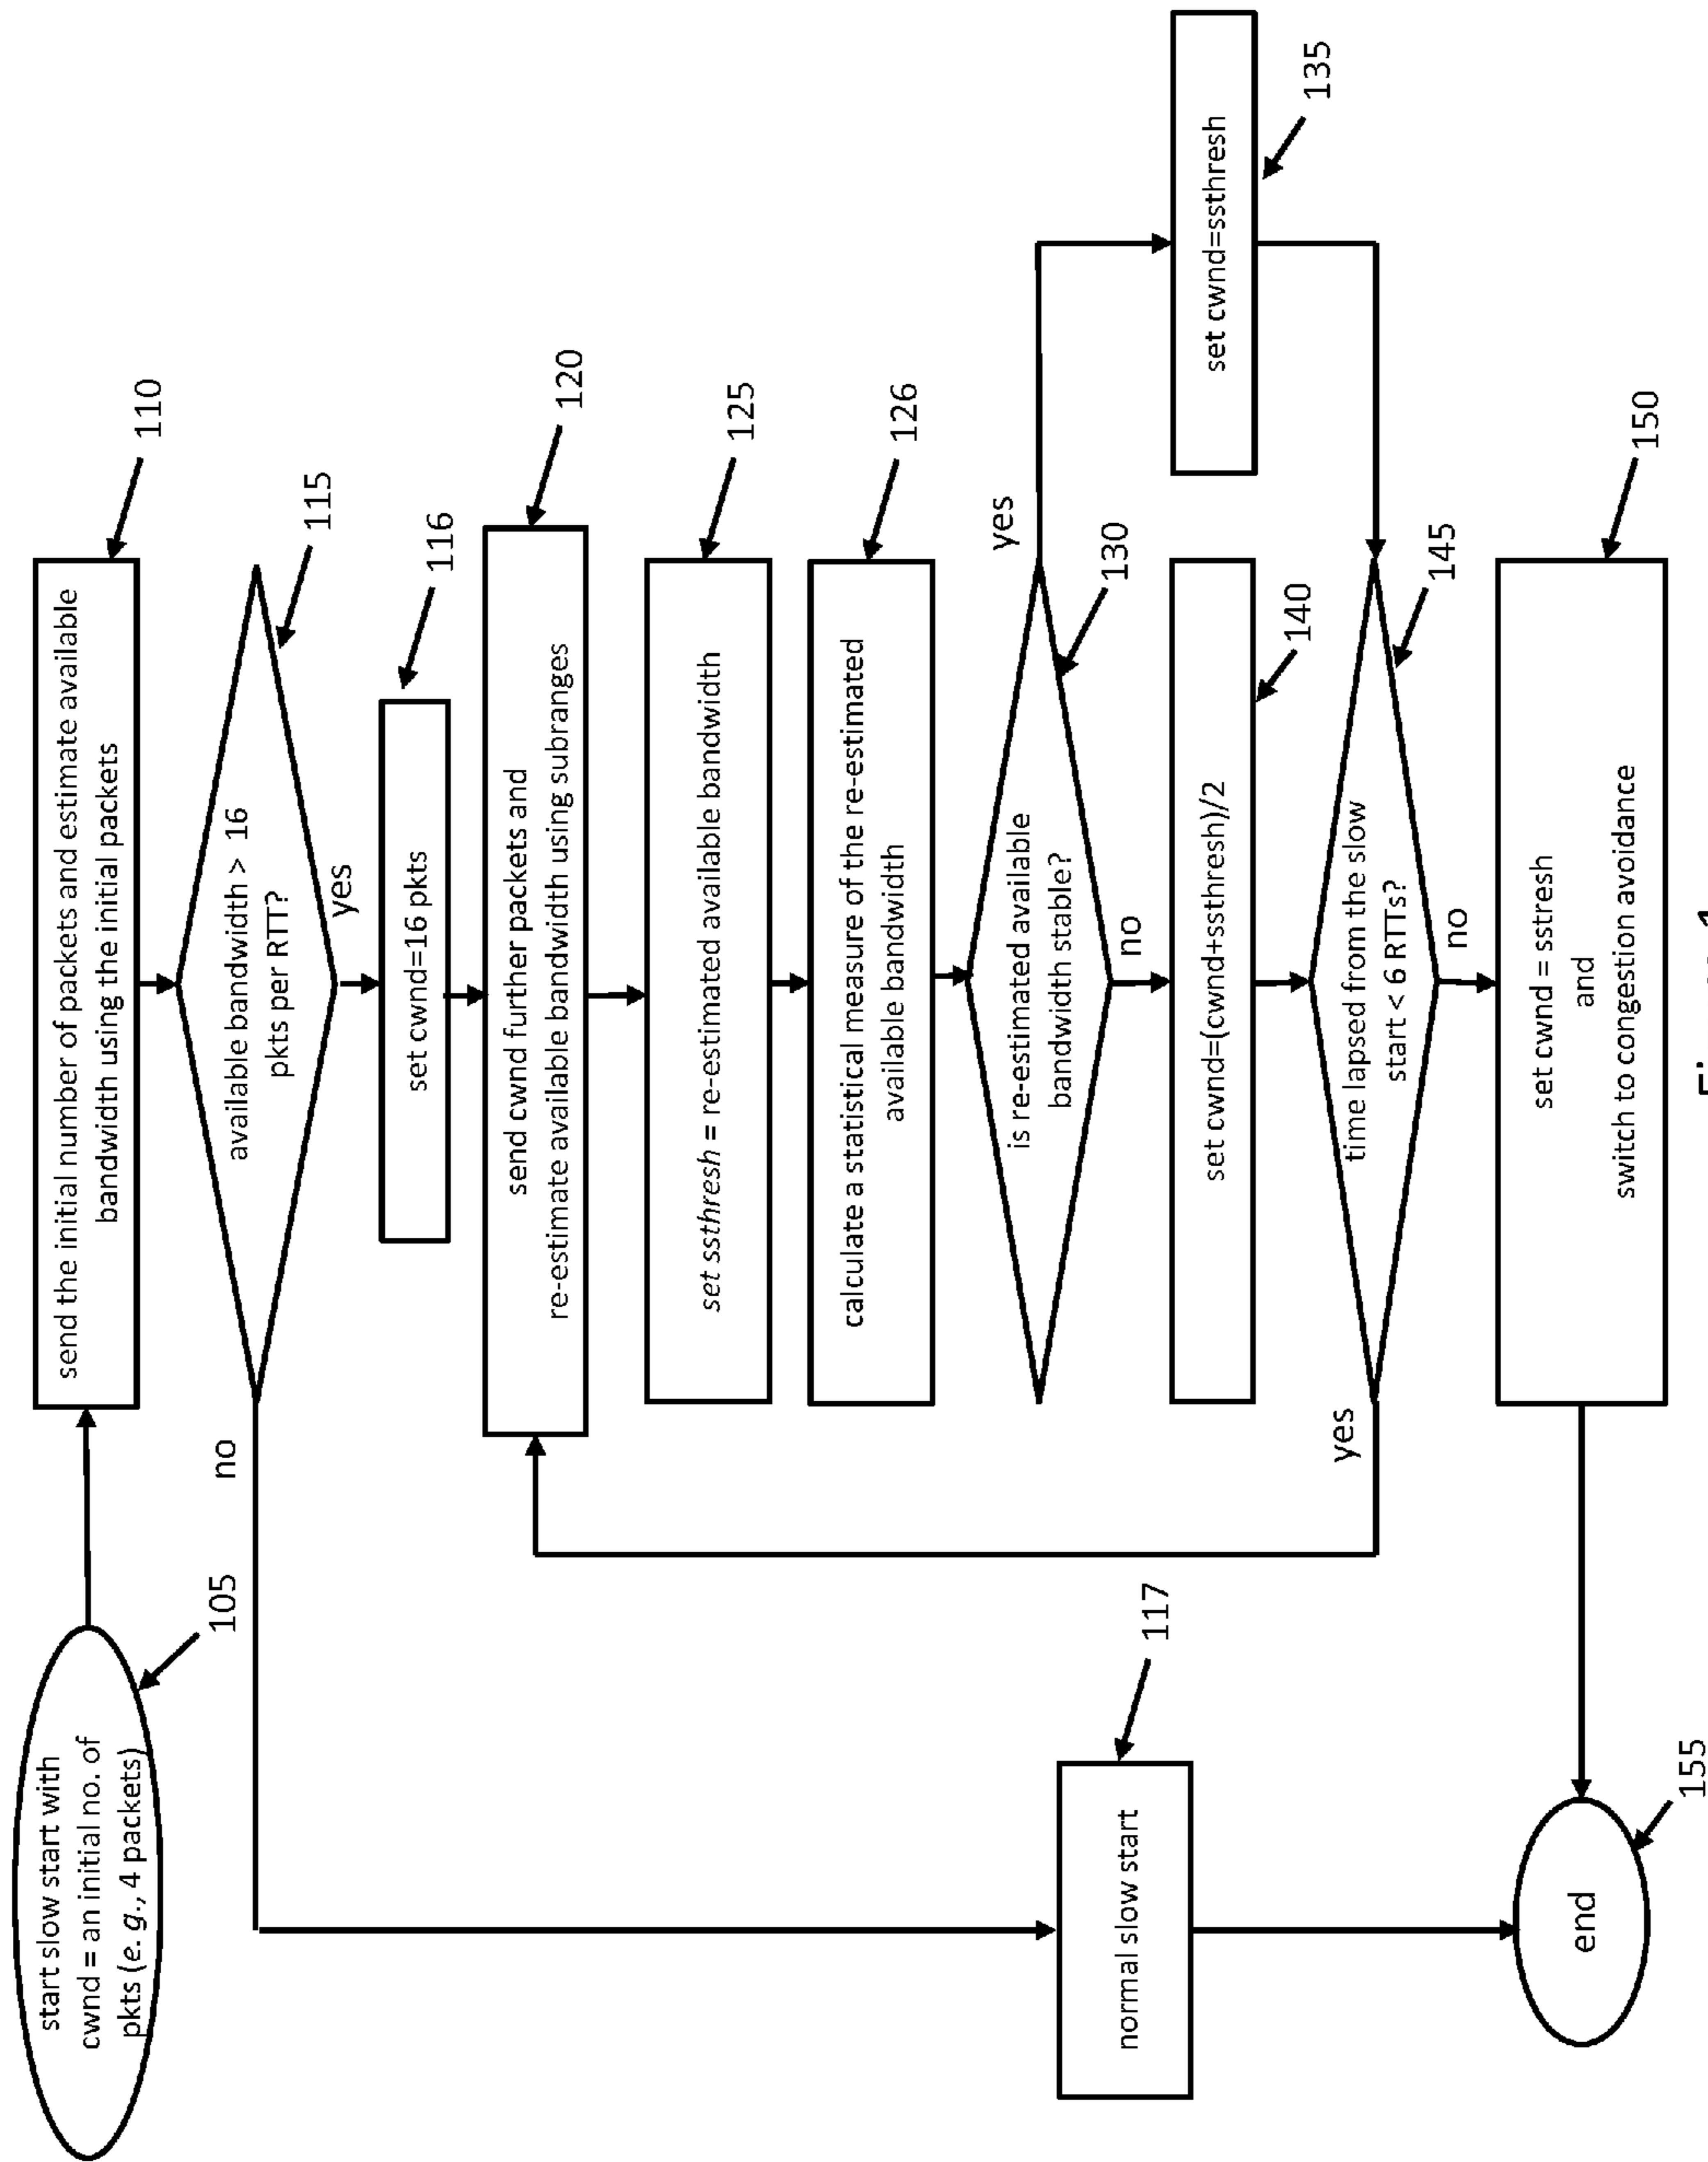 start slow start with
cwnd = an initial no. of
pkts (e. g., 4 packets)
105
send the initial number of packets and estimate available
bandwidth using the initial packets
110
available bandwidth > 16
pkts per RTT?
115
no
yes
set cwnd=16 pkts
116
send cwnd further packets and
re-estimate available bandwidth using subranges
120
set ssthresh = re-estimated available bandwidth
125
calculate a statistical measure of the re-estimated
available bandwidth
126
is re-estimated available
bandwidth stable?
130
yes
no
set cwnd=ssthresh
135
set cwnd=(cwnd+ssthresh)/2
140
time lapsed from the slow
start < 6 RTTs?
145
yes
no
normal slow start
117
set cwnd = sstresh
and
switch to congestion avoidance
150
end
155